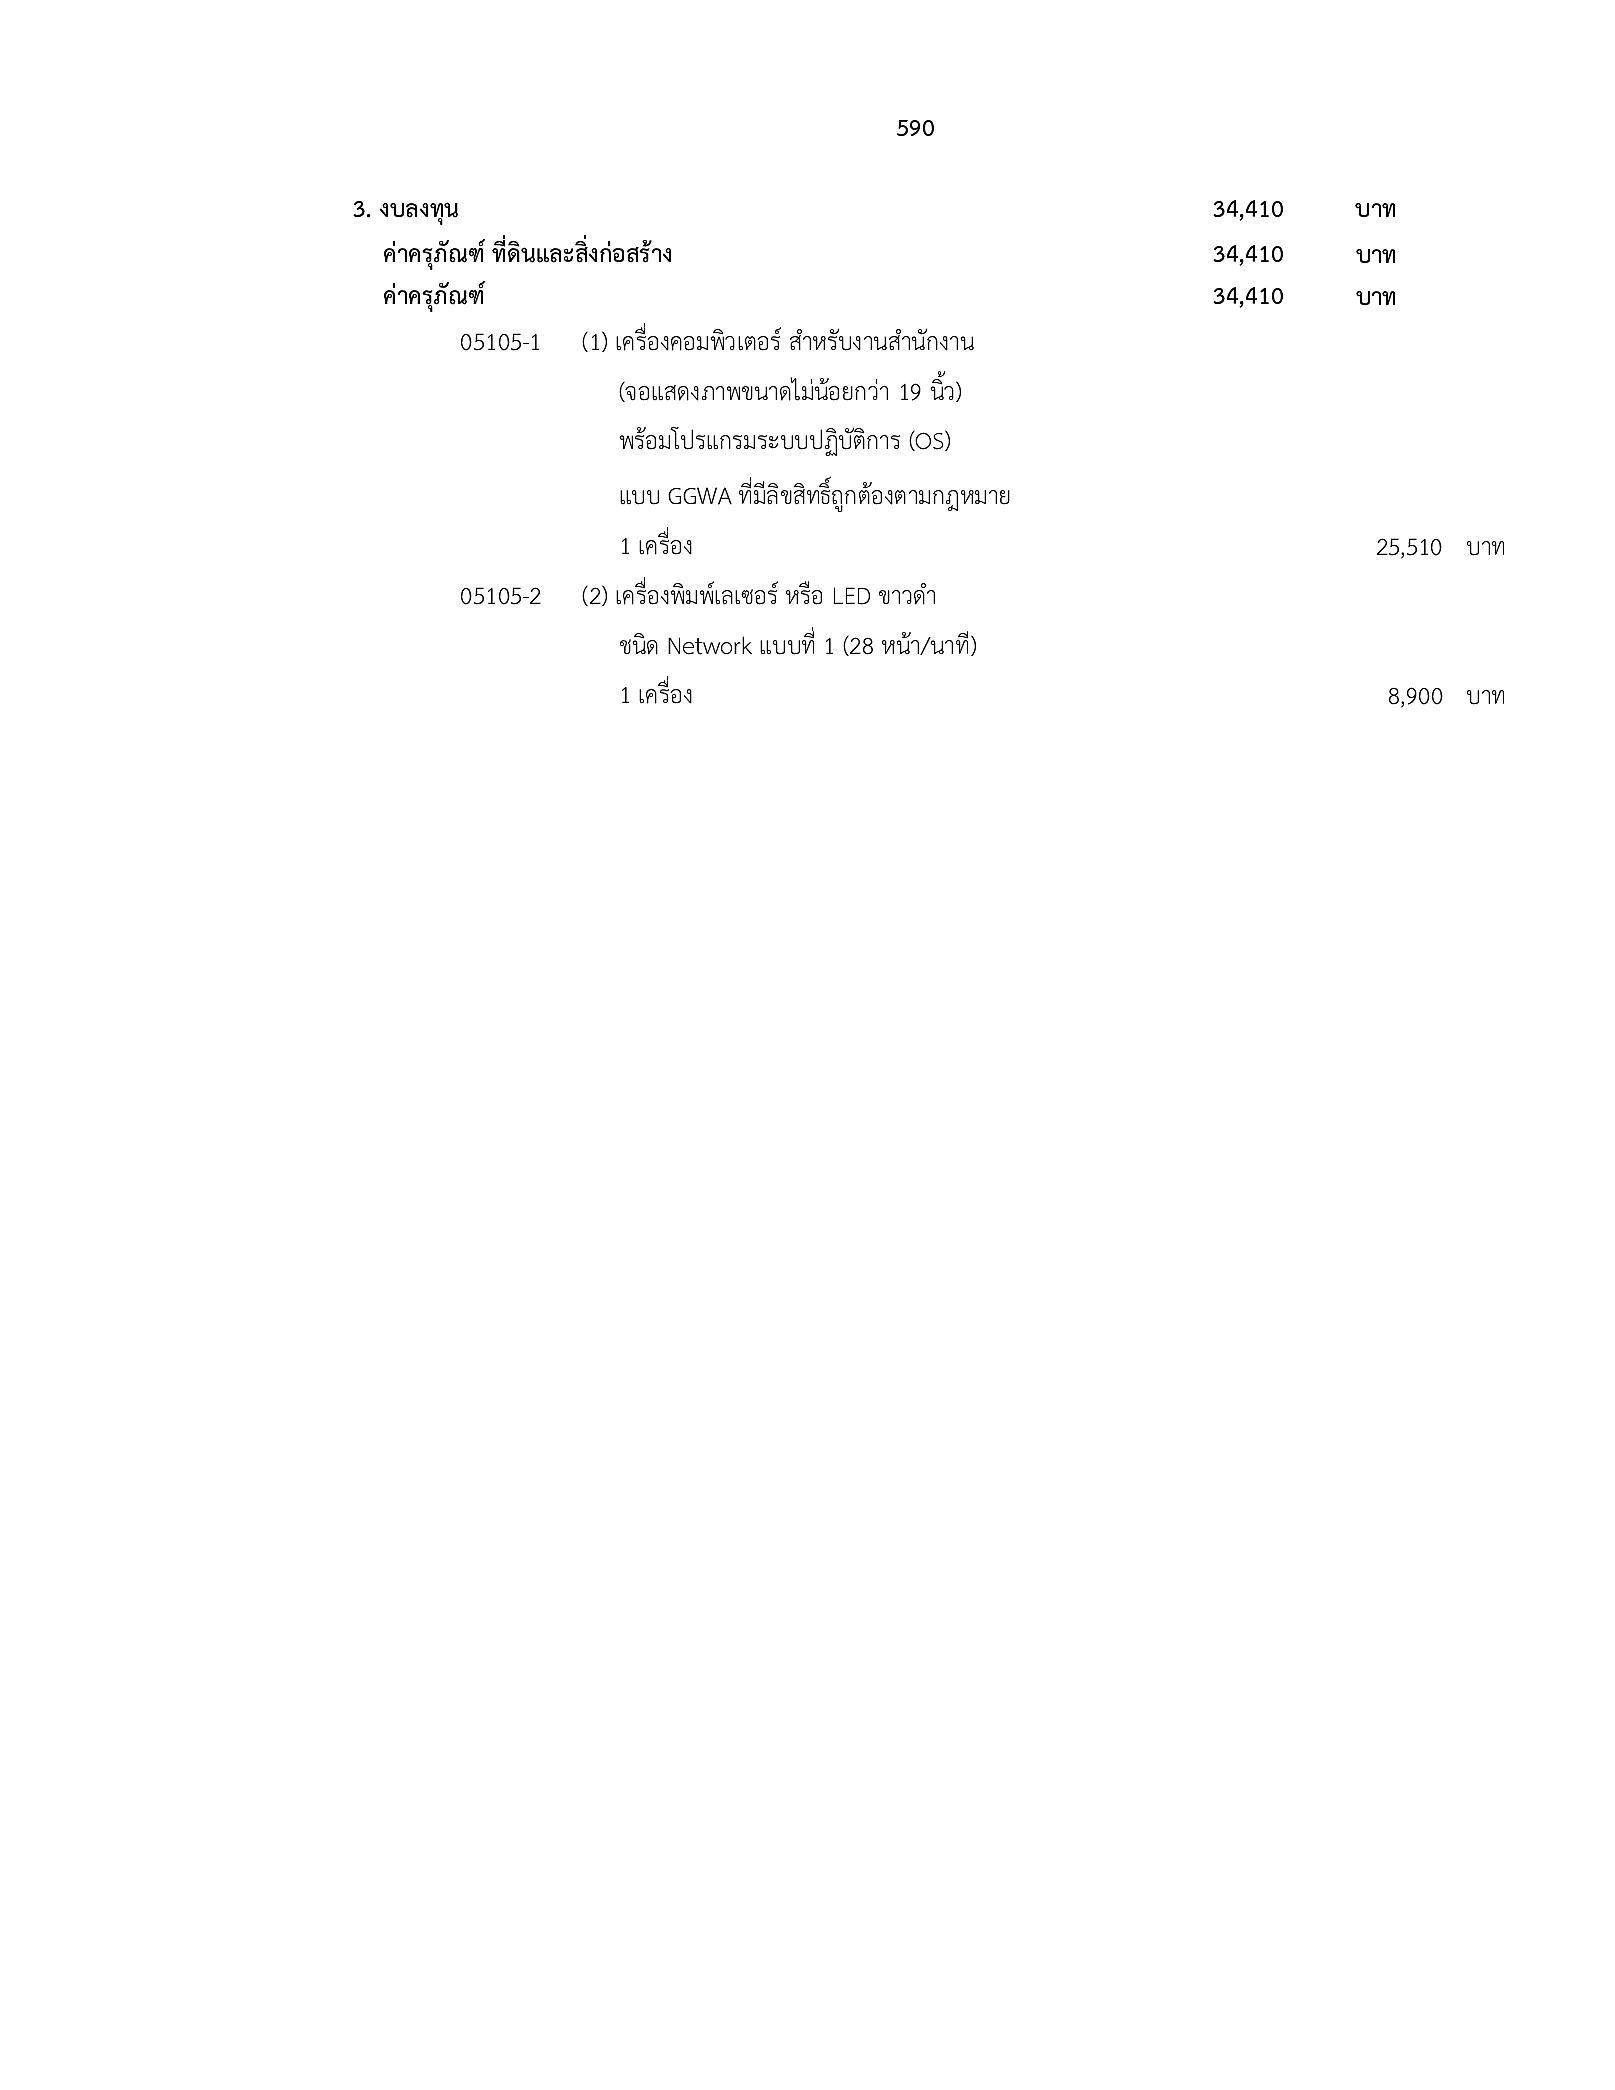 590
3. งบลงทุน 34,410 บาท
ค่าครุภัณฑ์ ที่ดินและสิ่งก่อสร้าง 34,410 บาท
ค่าครุภัณฑ์ 34,410 บาท
05105-1 (1) เครื่องคอมพิวเตอร์ สำหรับงานสำนักงาน
(จอแสดงภาพขนาดไม่น้อยกว่า 19 นิ้ว)
พร้อมโปรแกรมระบบปฏิบัติการ (OS)
แบบ GGWA ที่มีลิขสิทธิ์ถูกต้องตามกฎหมาย
1 เครื่อง 25,510 บาท
05105-2 (2) เครื่องพิมพ์เลเซอร์ หรือ LED ขาวดำ
ชนิด Network แบบที่ 1 (28 หน้า/นาที)
1 เครื่อง 8,900 บาท